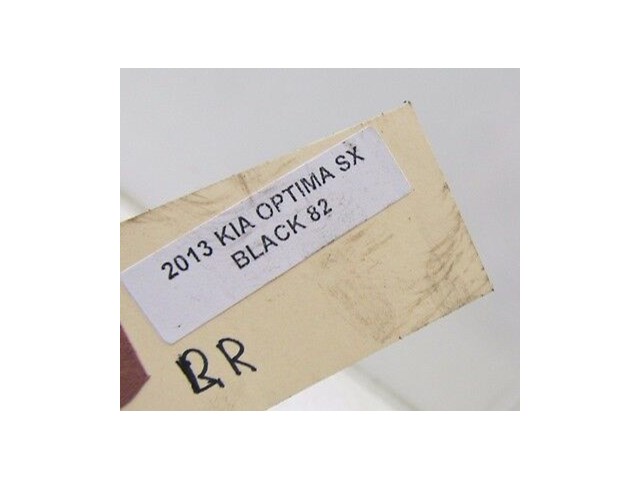 2013 KIA OPTIMA SX
BLACK 82
RR